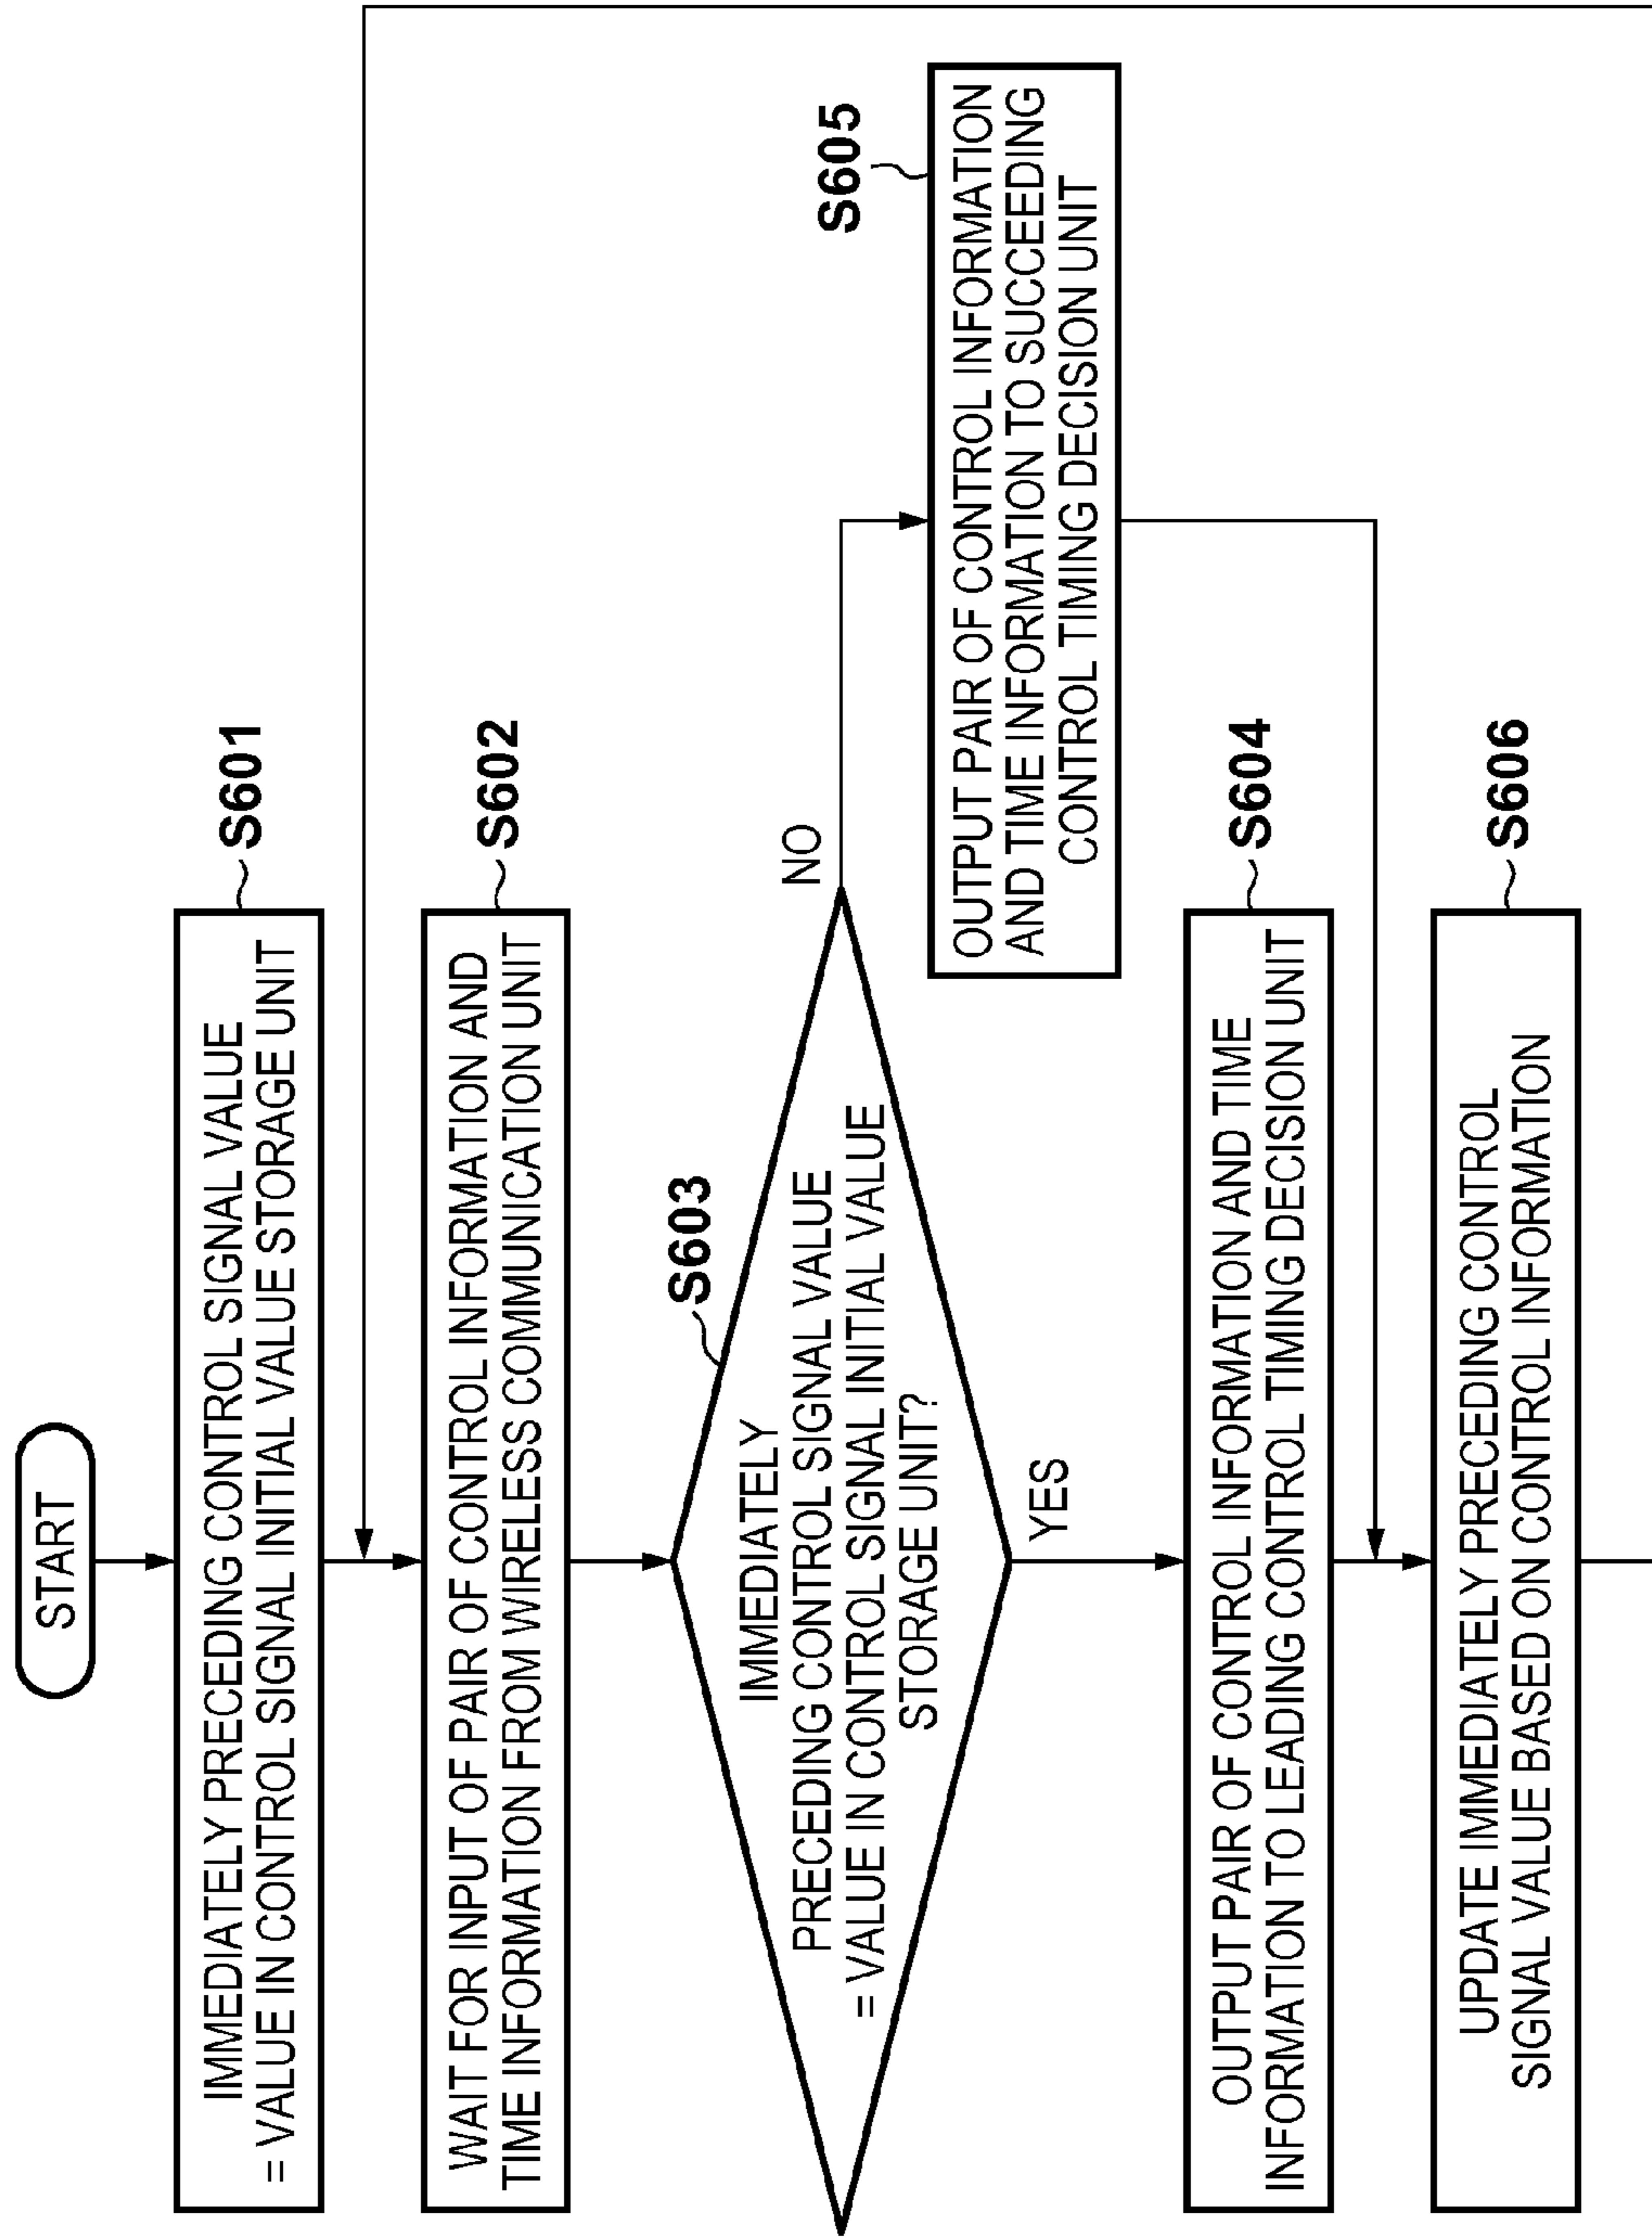 START
S601
IMMEDIATELY PRECEDING CONTROL SIGNAL VALUE
= VALUE IN CONTROL SIGNAL INITIAL VALUE STORAGE UNIT
S602
WAIT FOR INPUT OF PAIR OF CONTROL INFORMATION AND
TIME INFORMATION FROM WIRELESS COMMUNICATION UNIT
S603
IMMEDIATELY
PRECEDING CONTROL SIGNAL VALUE
= VALUE IN CONTROL SIGNAL INITIAL VALUE
STORAGE UNIT?
NO
YES
S605
OUTPUT PAIR OF CONTROL INFORMATION
AND TIME INFORMATION TO SUCCEEDING
CONTROL TIMING DECISION UNIT
S604
OUTPUT PAIR OF CONTROL INFORMATION AND TIME
INFORMATION TO LEADING CONTROL TIMING DECISION UNIT
S606
UPDATE IMMEDIATELY PRECEDING CONTROL
SIGNAL VALUE BASED ON CONTROL INFORMATION